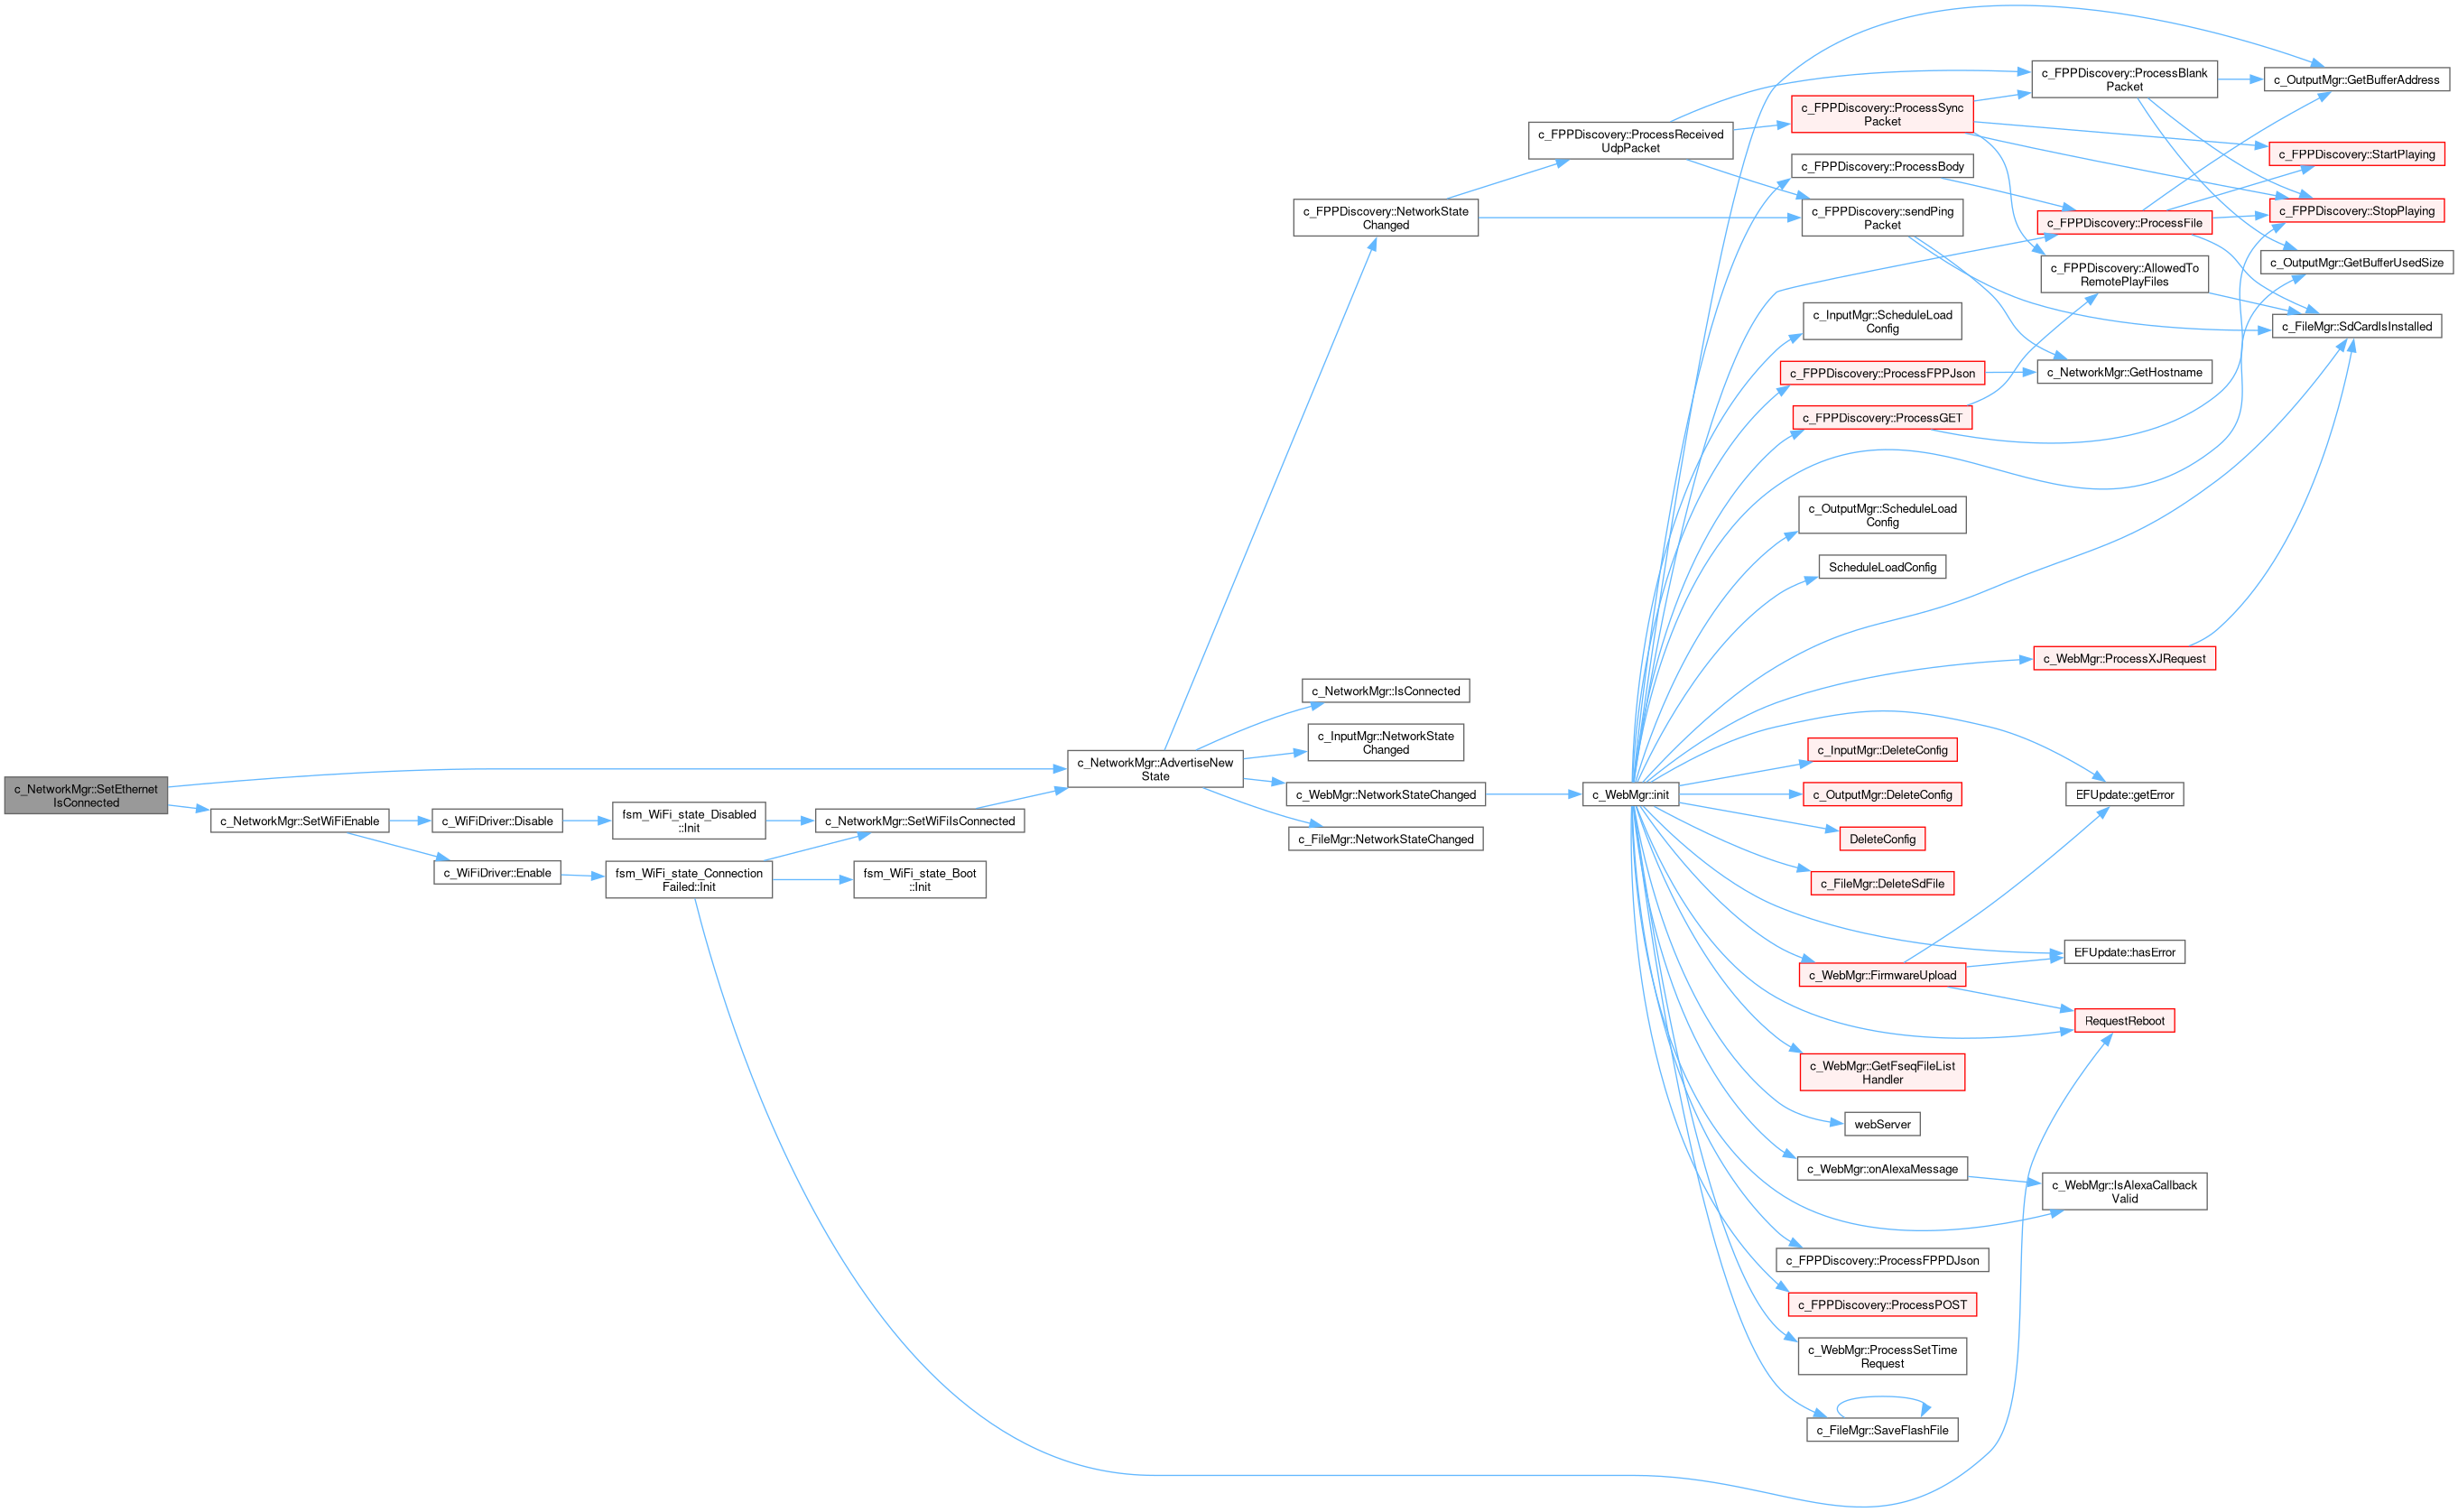 c_NetworkMgr::SetEthernet
IsConnected
c_NetworkMgr::SetWiFiEnable
c_WiFiDriver::Disable
c_WiFiDriver::Enable
fsm_WiFi_state_Disabled
::Init
fsm_WiFi_state_Connection
Failed::Init
c_NetworkMgr::SetWiFiIsConnected
fsm_WiFi_state_Boot
::Init
c_NetworkMgr::AdvertiseNew
State
c_FPPDiscovery::NetworkState
Changed
c_NetworkMgr::IsConnected
c_InputMgr::NetworkState
Changed
c_WebMgr::NetworkStateChanged
c_FileMgr::NetworkStateChanged
c_FPPDiscovery::ProcessReceived
UdpPacket
c_WebMgr::init
c_FPPDiscovery::ProcessSync
Packet
c_FPPDiscovery::ProcessBody
c_FPPDiscovery::sendPing
Packet
c_InputMgr::ScheduleLoad
Config
c_FPPDiscovery::ProcessFPPJson
c_FPPDiscovery::ProcessGET
c_OutputMgr::ScheduleLoad
Config
ScheduleLoadConfig
c_InputMgr::DeleteConfig
c_OutputMgr::DeleteConfig
DeleteConfig
c_FileMgr::DeleteSdFile
c_WebMgr::FirmwareUpload
c_WebMgr::GetFseqFileList
Handler
webServer
c_WebMgr::onAlexaMessage
c_FPPDiscovery::ProcessFPPDJson
c_FPPDiscovery::ProcessPOST
c_WebMgr::ProcessSetTime
Request
c_FileMgr::SaveFlashFile
c_FPPDiscovery::ProcessBlank
Packet
c_FPPDiscovery::ProcessFile
c_FPPDiscovery::AllowedTo
RemotePlayFiles
c_NetworkMgr::GetHostname
c_WebMgr::ProcessXJRequest
EFUpdate::getError
EFUpdate::hasError
RequestReboot
c_WebMgr::IsAlexaCallback
Valid
c_OutputMgr::GetBufferAddress
c_FPPDiscovery::StartPlaying
c_FPPDiscovery::StopPlaying
c_OutputMgr::GetBufferUsedSize
c_FileMgr::SdCardIsInstalled